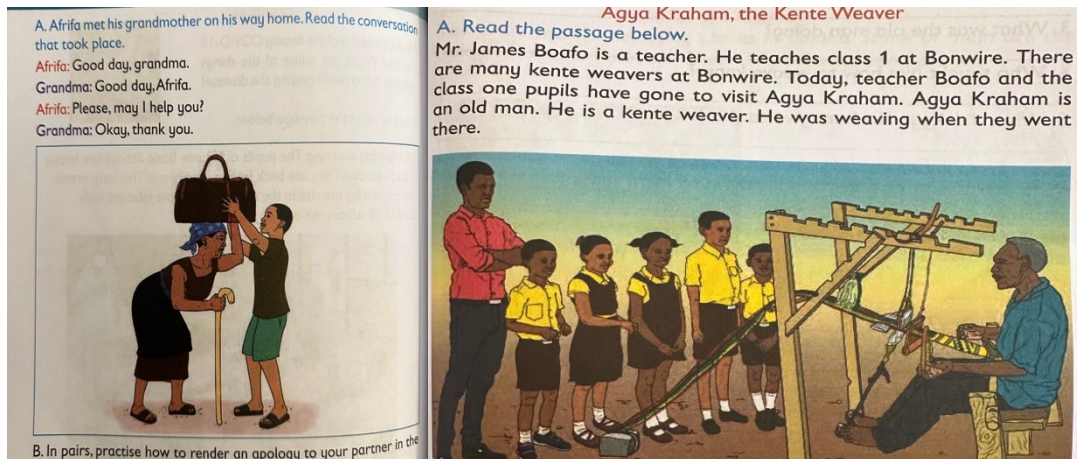 A. Afrifa met his grandmother on his way home. Read the conversation
that took place.
Afrifa: Good day, grandma.
Grandma: Good day, Afrifa.
Afrifa: Please, may I help you?
Grandma: Okay, thank you.
B. In pairs, practise how to render an apology to your partner in the
Agya Kraham, the Kente Weaver
A. Read the passage below.
Mr. James Boafo is a teacher. He teaches class 1 at Bonwire. There
are many kente weavers at Bonwire. Today, teacher Boafo and the
class one pupils have gone to visit Agya Kraham. Agya Kraham is
an old man. He is a kente weaver. He was weaving when they went
there.